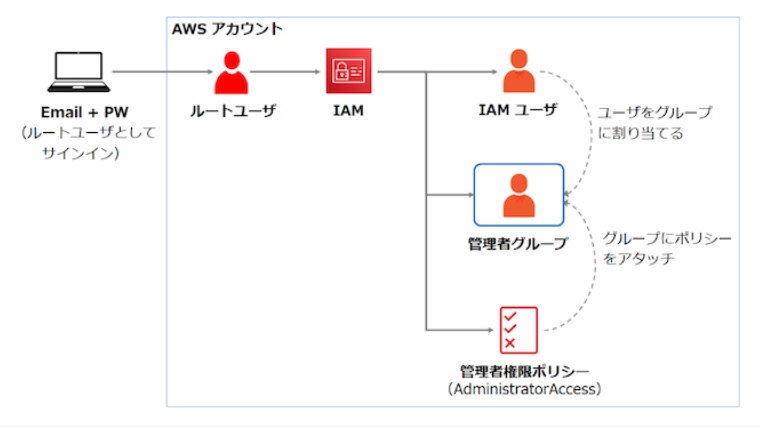 AWS アカウント
Email + PW
（ルートユーザとして
サインイン）
ルートユーザ
IAM
IAM ユーザ
ユーザをグループ
に割り当てる
管理者グループ
グループにポリシー
をアタッチ
管理者権限ポリシー
（AdministratorAccess）